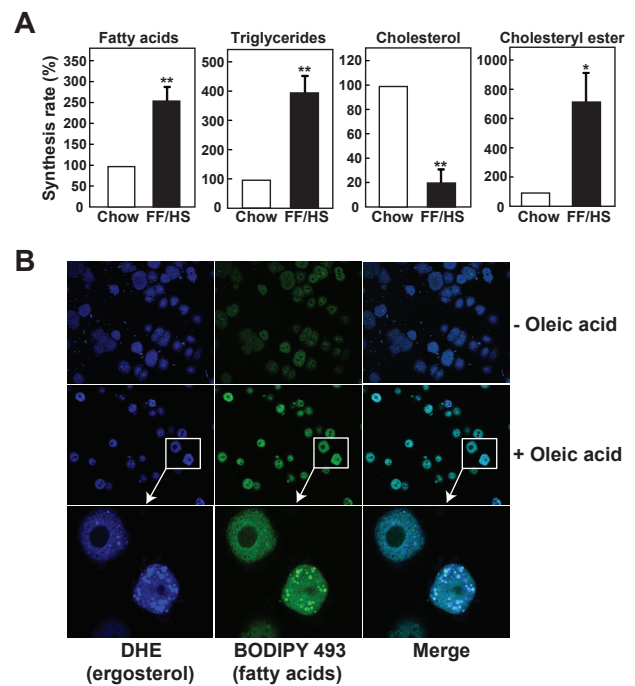 A
Fatty acids
Triglycerides
Cholesterol
Cholesteryl ester
Synthesis rate (%)
350
300
250
200
150
100
50
0
**
Chow FF/HS
500
400
300
200
100
0
**
Chow FF/HS
120
100
80
60
40
20
0
**
Chow FF/HS
1000
800
600
400
200
0
*
Chow FF/HS
B
- Oleic acid
+ Oleic acid
DHE
(ergosterol)
BODIPY 493
(fatty acids)
Merge